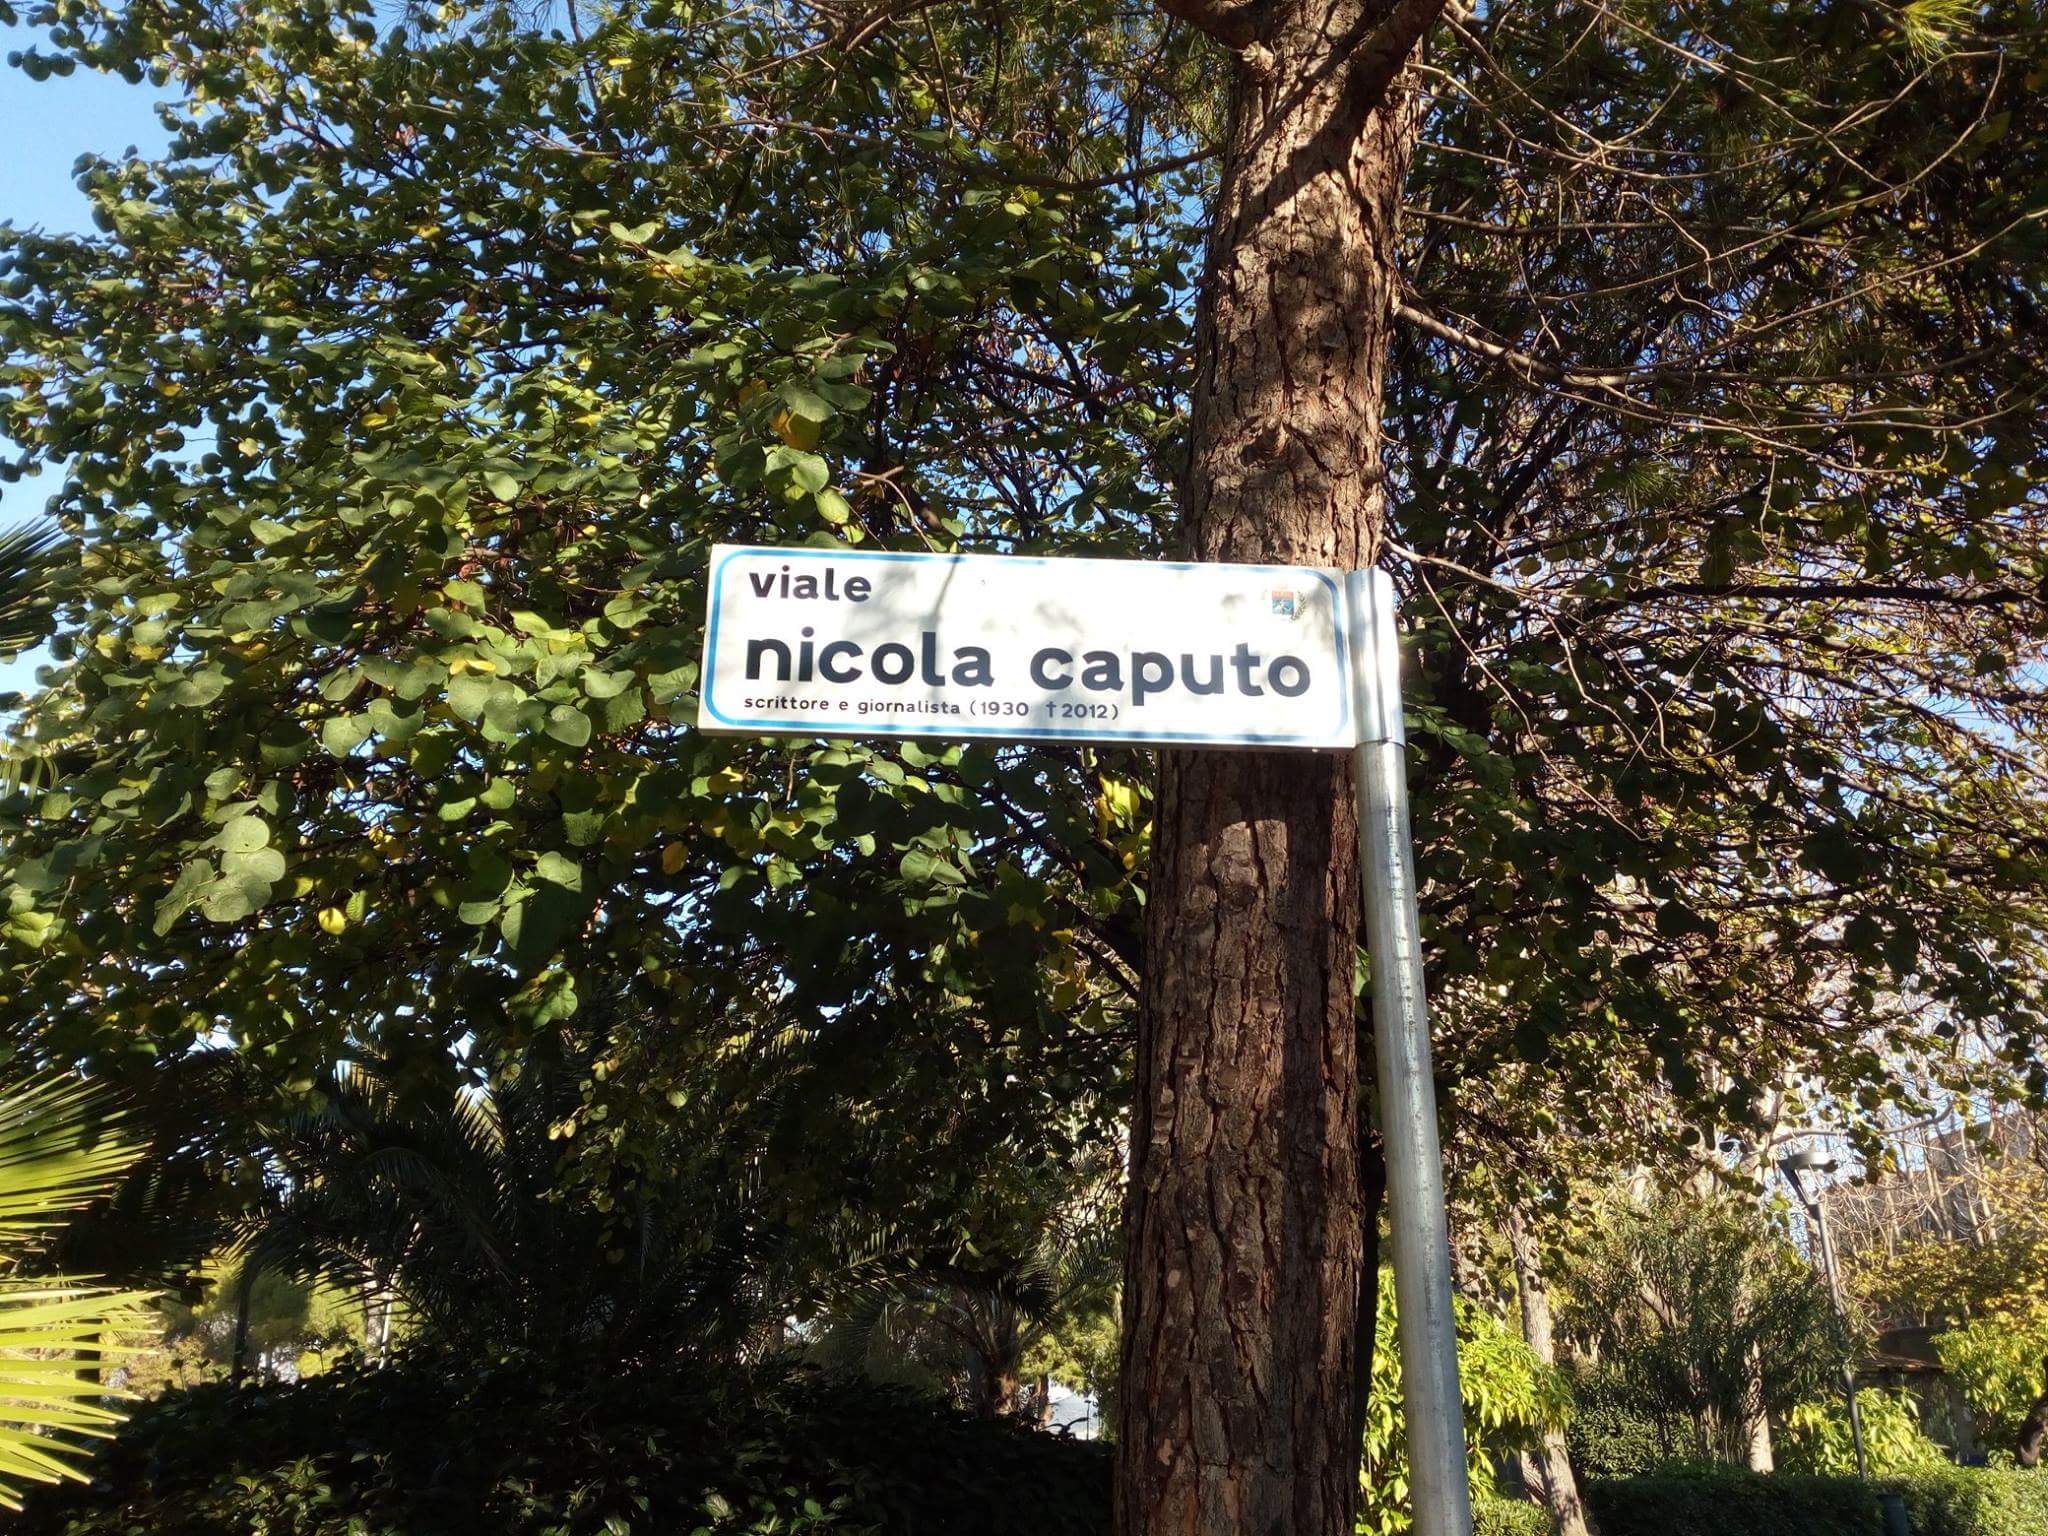 viale
nicola caputo
scrittore e giornalista (1930 †2012)